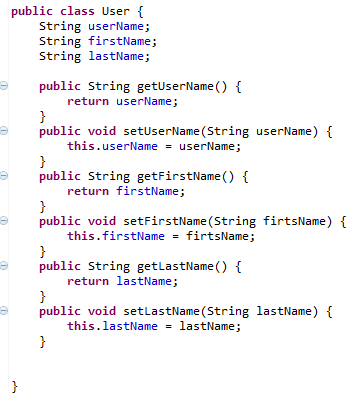 public class User {
    String userName;
    String firstName;
    String lastName;

    public String getUserName() {
        return userName;
    }
    public void setUserName(String userName) {
        this.userName = userName;
    }
    public String getFirstName() {
        return firstName;
    }
    public void setFirstName(String firtsName) {
        this.firstName = firtsName;
    }
    public String getLastName() {
        return lastName;
    }
    public void setLastName(String lastName) {
        this.lastName = lastName;
    }


}